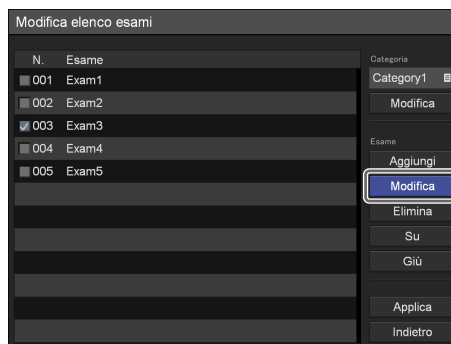 Modifica elenco esami
N. Esame
001 Exam1
002 Exam2
003 Exam3
004 Exam4
005 Exam5
Categoria
Category1
Modifica
Esame
Aggiungi
Modifica
Elimina
Su
Giù
Applica
Indietro